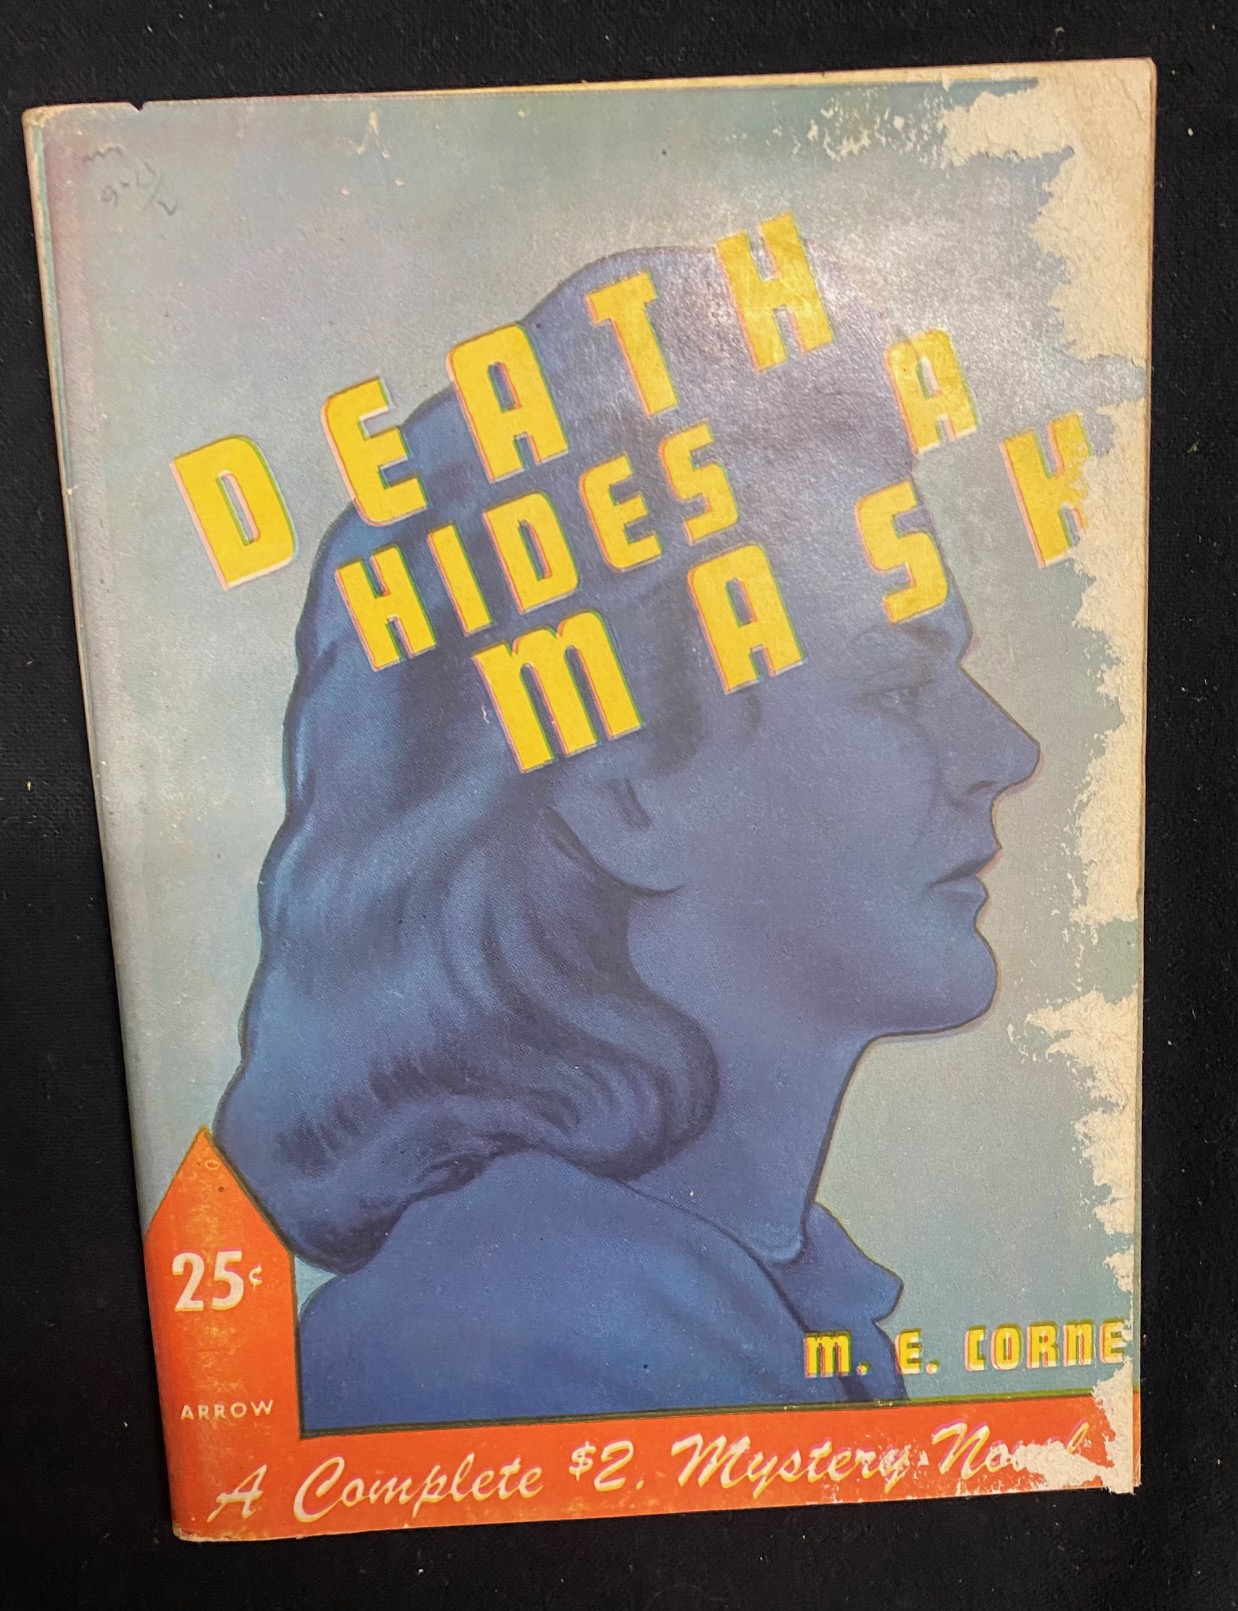 DEATH
HIDES A
MASK
25¢
ARROW
M. E. CORNE
A Complete $2. Mystery Novel